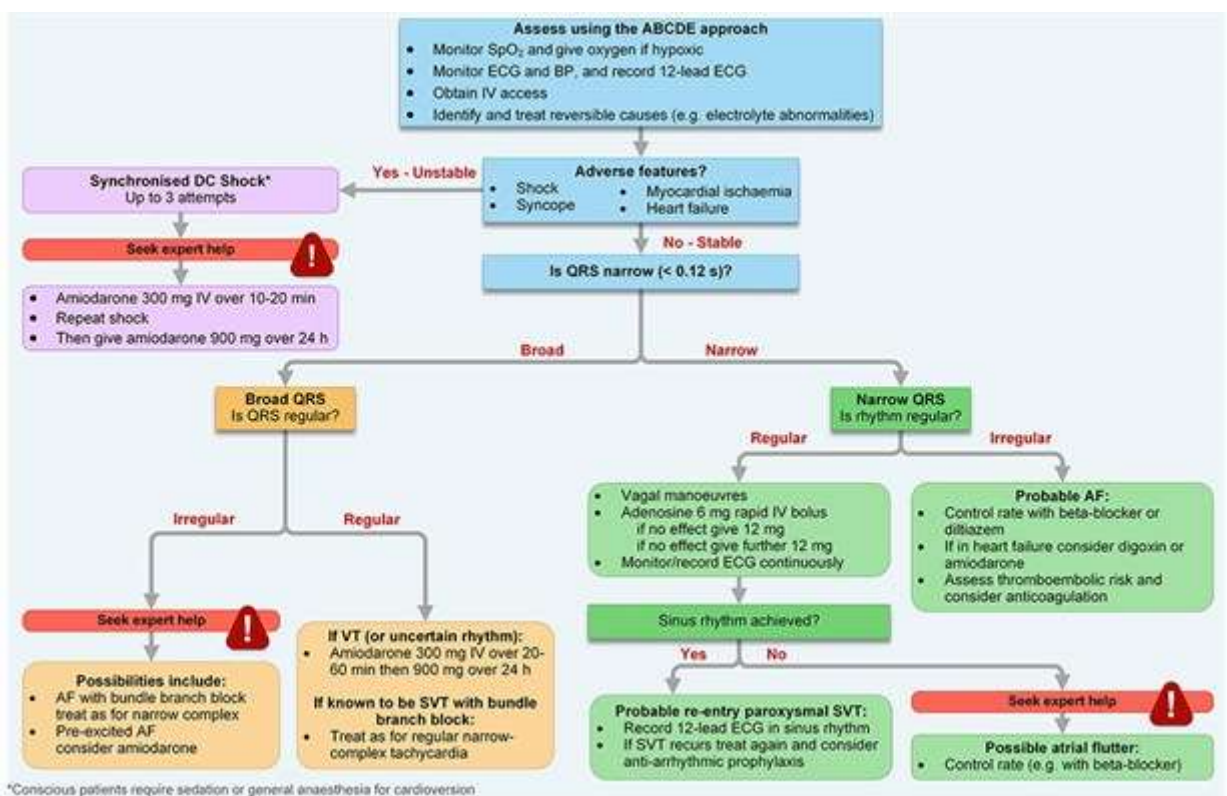 Assess using the ABCDE approach
• Monitor SpO₂ and give oxygen if hypoxic
• Monitor ECG and BP, and record 12-lead ECG
• Obtain IV access
• Identify and treat reversible causes (e.g. electrolyte abnormalities)
Adverse features?
• Shock
• Syncope
• Myocardial ischaemia
• Heart failure
Yes - Unstable
Synchronised DC Shock*
Up to 3 attempts
Seek expert help
!
• Amiodarone 300 mg IV over 10-20 min
• Repeat shock
• Then give amiodarone 900 mg over 24 h
No - Stable
Is QRS narrow (< 0.12 s)?
Broad
Narrow
Broad QRS
Is QRS regular?
Narrow QRS
Is rhythm regular?
Irregular
Regular
Regular
Irregular
Seek expert help
!
Possibilities include:
• AF with bundle branch block
treat as for narrow complex
• Pre-excited AF
consider amiodarone
If VT (or uncertain rhythm):
• Amiodarone 300 mg IV over 20-
60 min then 900 mg over 24 h
If known to be SVT with bundle
branch block:
• Treat as for regular narrow-
complex tachycardia
• Vagal manoeuvres
• Adenosine 6 mg rapid IV bolus
if no effect give 12 mg
if no effect give further 12 mg
• Monitor/record ECG continuously
Probable AF:
• Control rate with beta-blocker or
diltiazem
• If in heart failure consider digoxin or
amiodarone
• Assess thromboembolic risk and
consider anticoagulation
Sinus rhythm achieved?
Yes
No
Probable re-entry paroxysmal SVT:
• Record 12-lead ECG in sinus rhythm
• If SVT recurs treat again and consider
anti-arrhythmic prophylaxis
Seek expert help
!
Possible atrial flutter:
• Control rate (e.g. with beta-blocker)
*Conscious patients require sedation or general anaesthesia for cardioversion